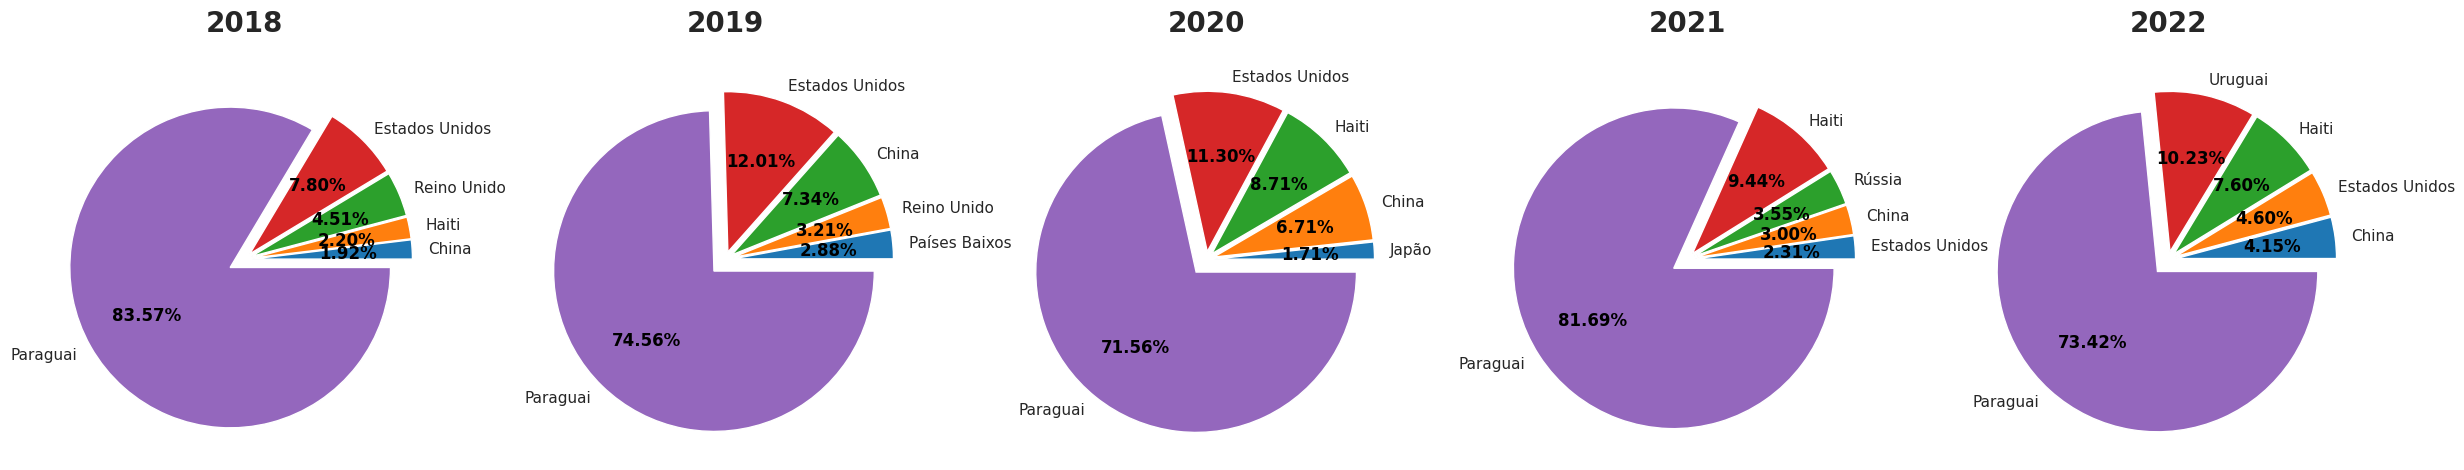 2018
Estados Unidos
7.80%
Reino Unido
4.51%
Haiti
2.20%
China
1.92%
83.57%
Paraguai
2019
Estados Unidos
12.01%
China
7.34%
Reino Unido
3.21%
Países Baixos
2.88%
74.56%
Paraguai
2020
Estados Unidos
11.30%
Haiti
8.71%
China
6.71%
Japão
1.71%
71.56%
Paraguai
2021
Haiti
9.44%
Rússia
3.55%
China
3.00%
Estados Unidos
2.31%
81.69%
Paraguai
2022
Uruguai
10.23%
Haiti
7.60%
Estados Unidos
4.60%
China
4.15%
73.42%
Paraguai